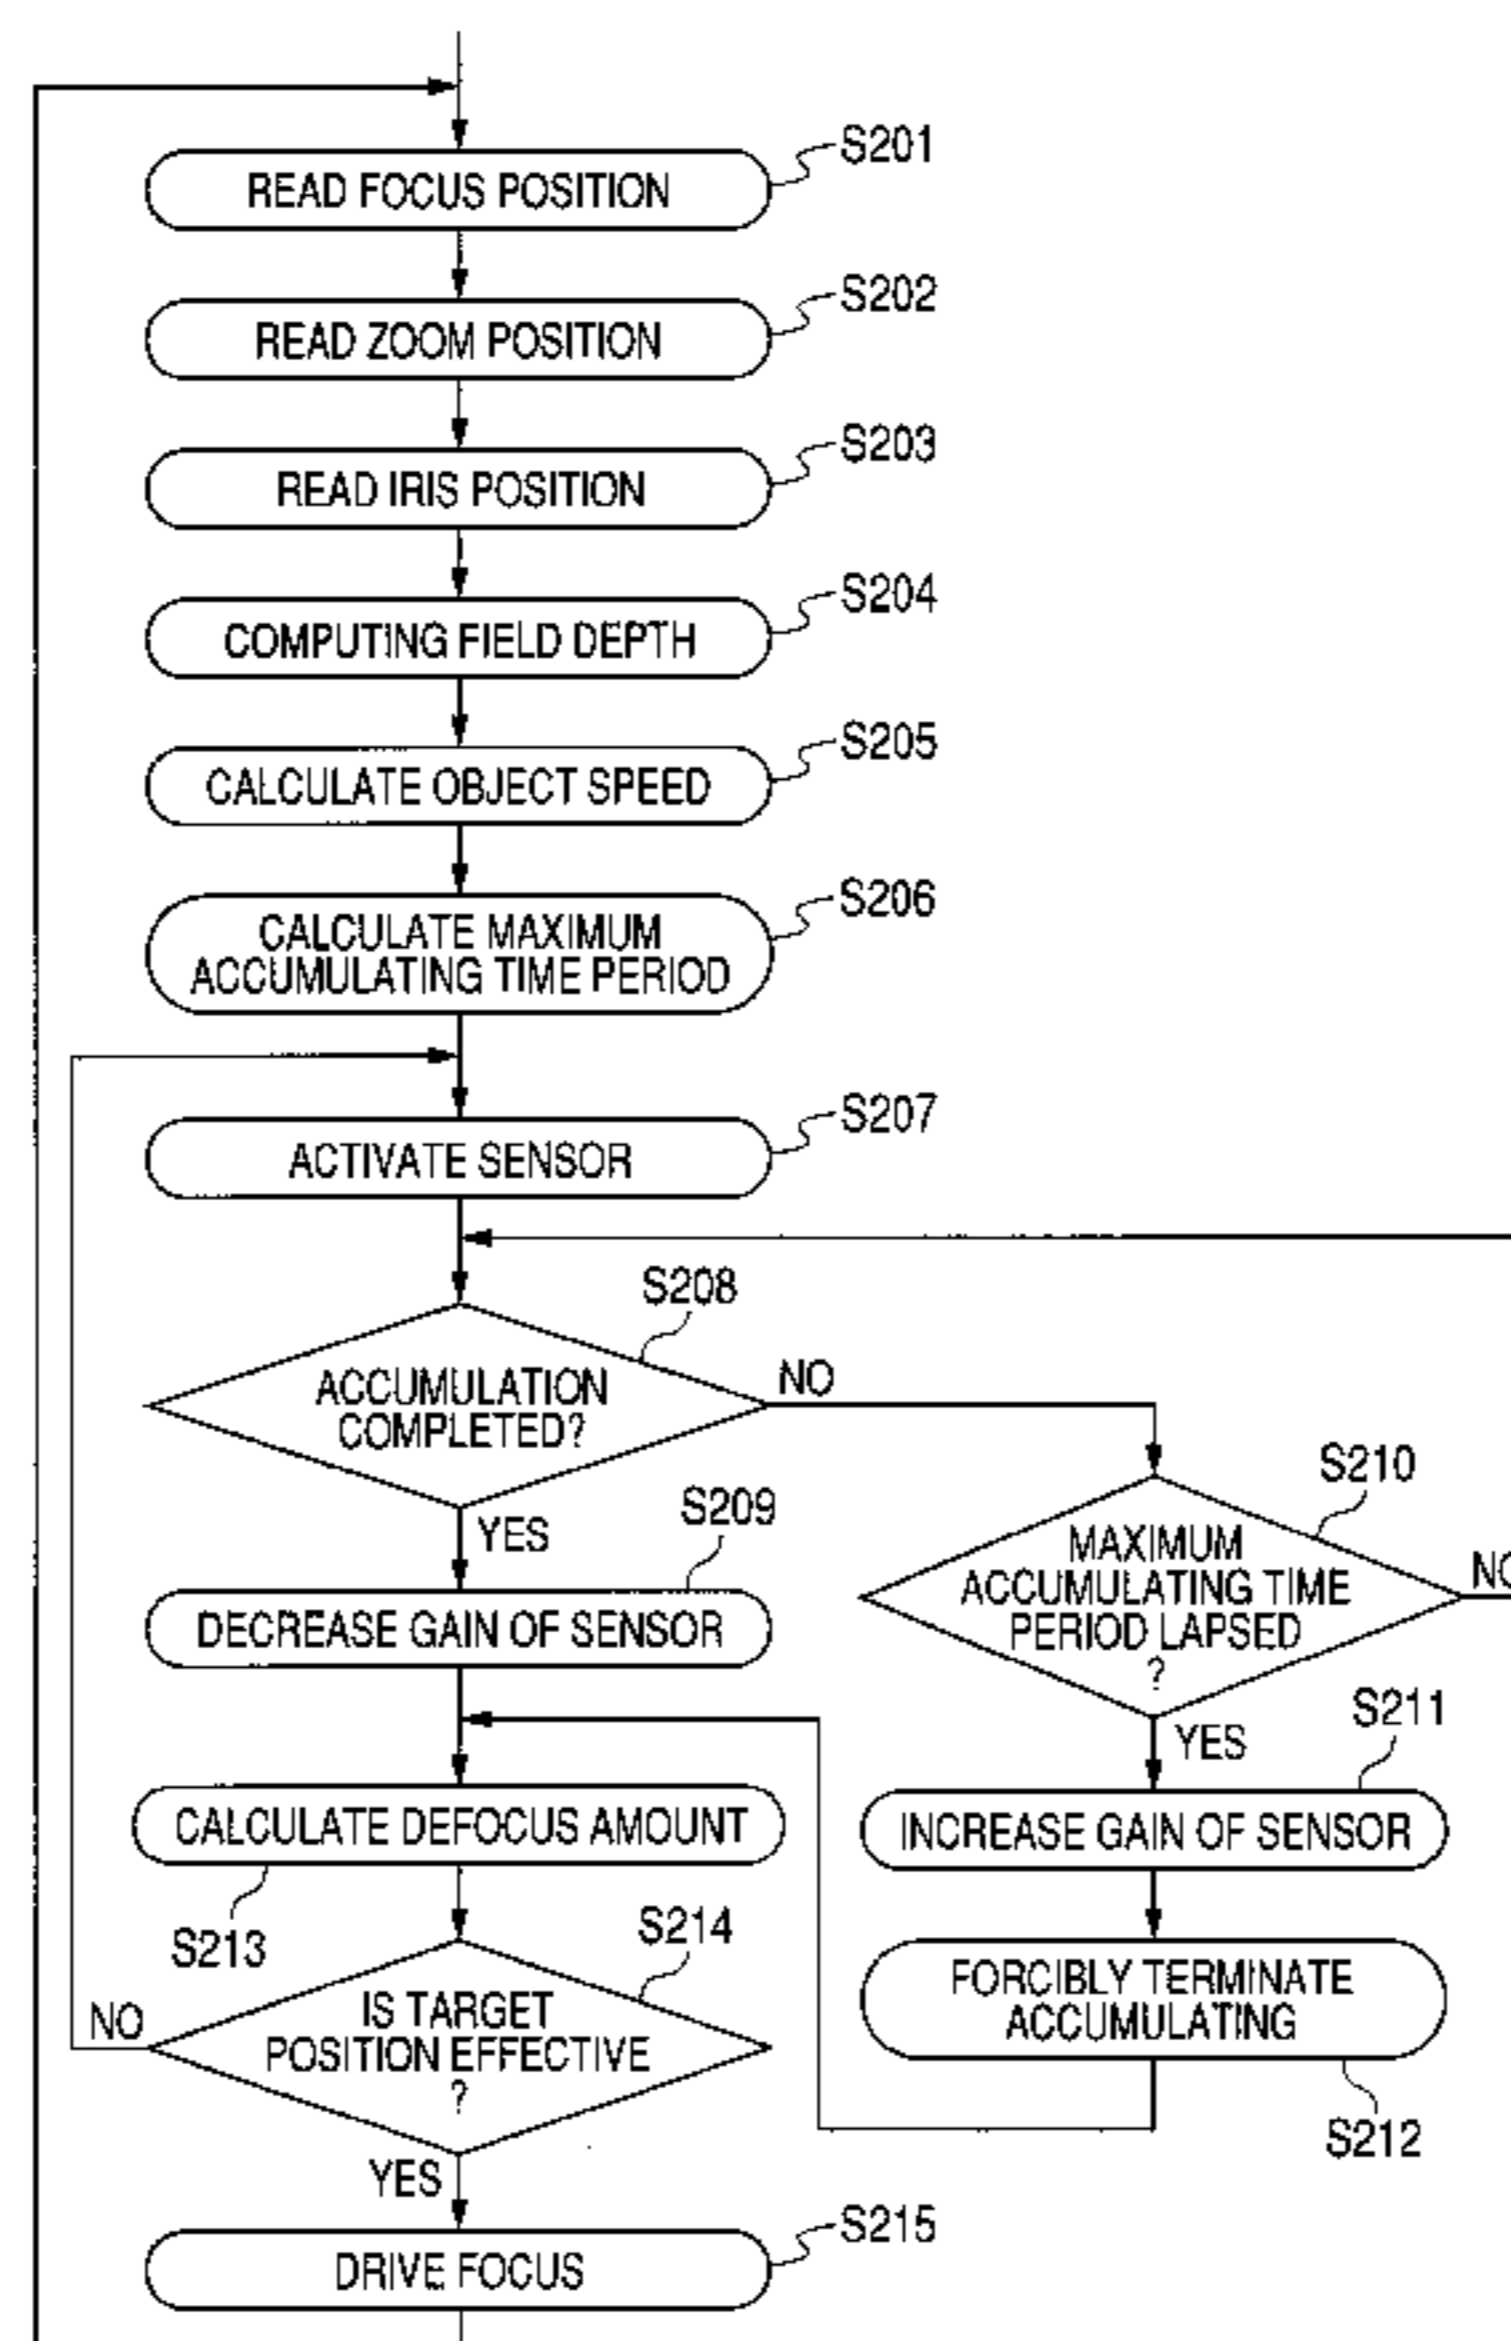 S201
READ FOCUS POSITION
S202
READ ZOOM POSITION
S203
READ IRIS POSITION
S204
COMPUTING FIELD DEPTH
S205
CALCULATE OBJECT SPEED
S206
CALCULATE MAXIMUM
ACCUMULATING TIME PERIOD
S207
ACTIVATE SENSOR
S208
ACCUMULATION
COMPLETED?
NO
YES
S209
DECREASE GAIN OF SENSOR
S210
MAXIMUM
ACCUMULATING TIME
PERIOD LAPSED
?
NO
YES
S211
INCREASE GAIN OF SENSOR
FORCIBLY TERMINATE
ACCUMULATING
S212
CALCULATE DEFOCUS AMOUNT
S213
S214
IS TARGET
POSITION EFFECTIVE
?
NO
YES
S215
DRIVE FOCUS